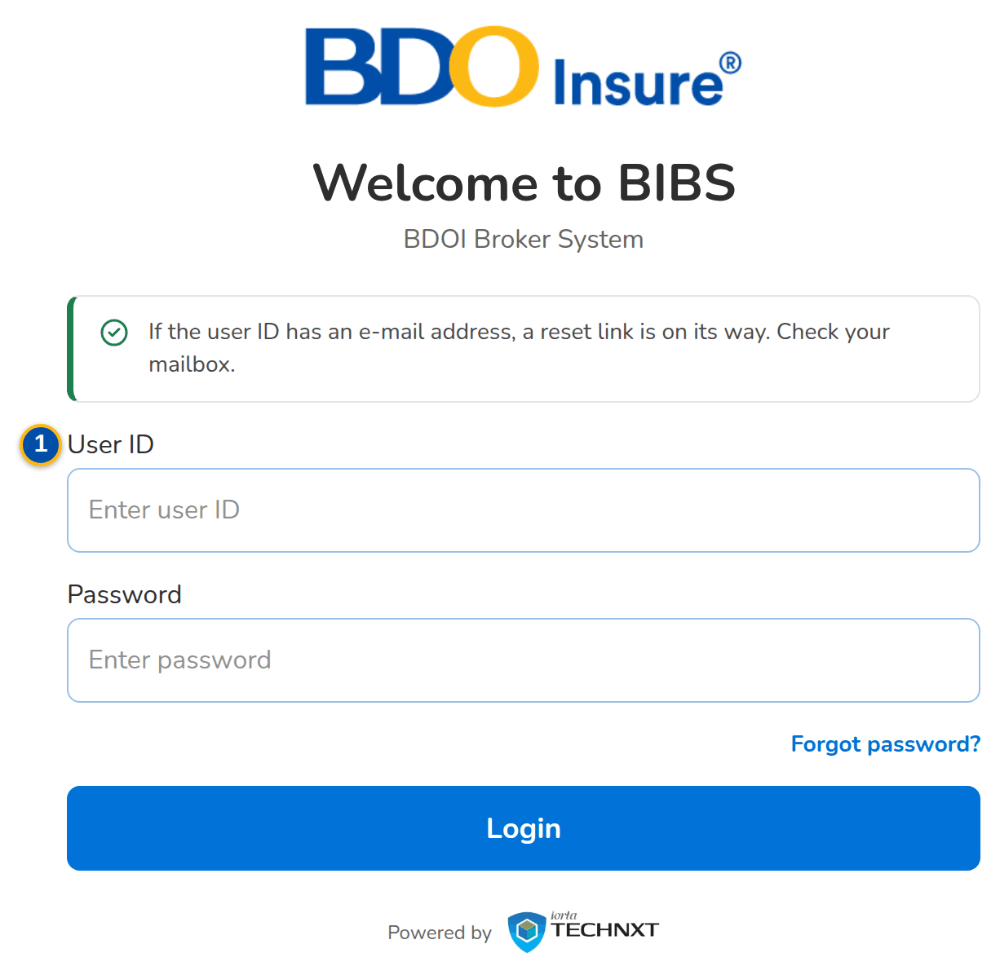 BDO Insure®
Welcome to BIBS
BDOI Broker System
If the user ID has an e-mail address, a reset link is on its way. Check your
mailbox.
1 User ID
Enter user ID
Password
Enter password
Forgot password?
Login
Powered by iorta TECHNXT